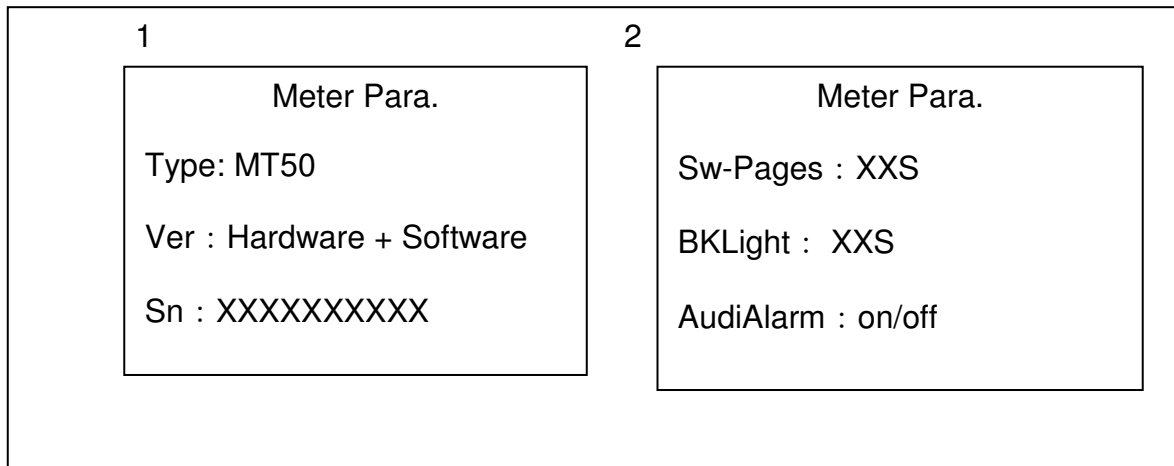 1
Meter Para.
Type: MT50
Ver：Hardware + Software
Sn：XXXXXXXXXX
2
Meter Para.
Sw-Pages：XXS
BKLight： XXS
AudiAlarm：on/off